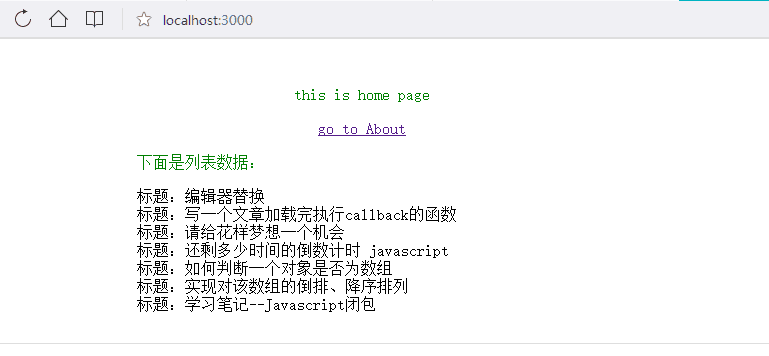 localhost:3000
this is home page
go to About
下面是列表数据：
标题：编辑器替换
标题：写一个文章加载完执行callback的函数
标题：请给花样梦想一个机会
标题：还剩多少时间的倒数计时 javascript
标题：如何判断一个对象是否为数组
标题：实现对该数组的倒排、降序排列
标题：学习笔记--Javascript闭包